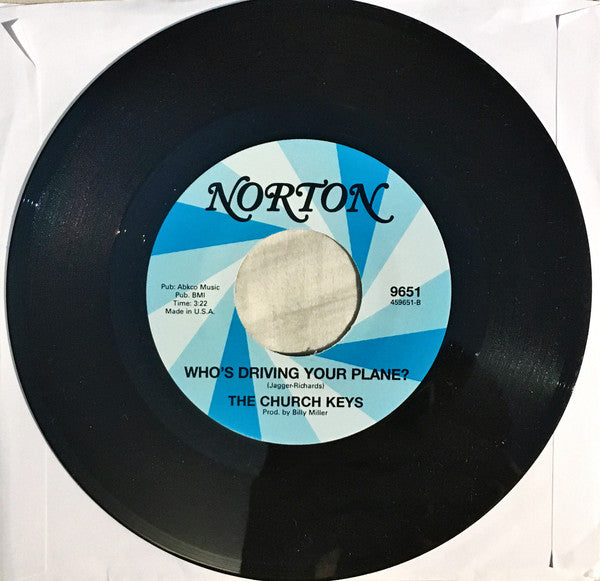 NORTON
Pub: Abkco Music
Pub. BMI
Time: 3:22
Made in U.S.A.
9651
459651-B
WHO'S DRIVING YOUR PLANE?
(Jagger-Richards)
THE CHURCH KEYS
Prod. by Billy Miller